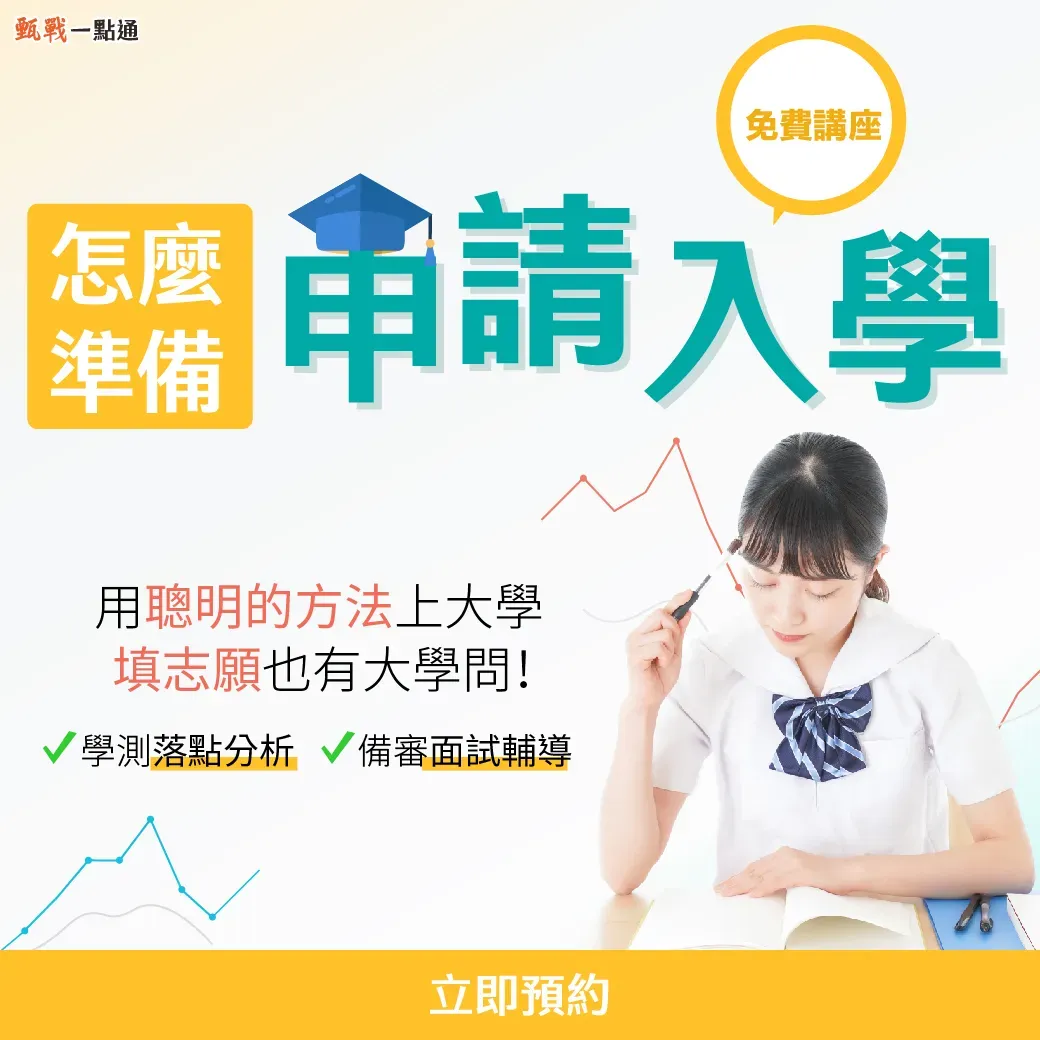 甄戰一點通
免費講座
怎麼
準備
申請入學
用聰明的方法上大學
填志願也有大學問!
學測落點分析
備審面試輔導
立即預約